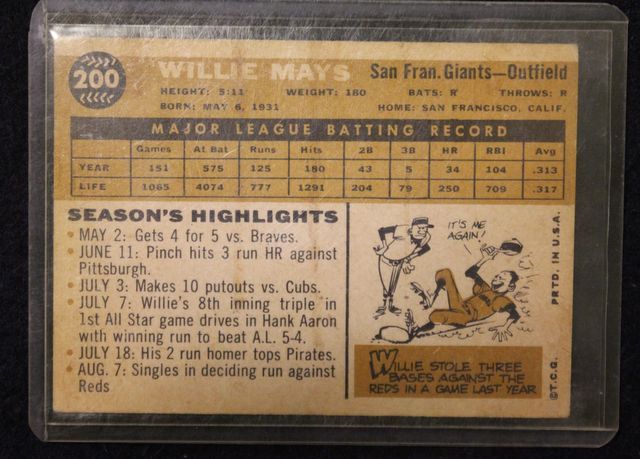 200
WILLIE MAYS San Fran. Giants—Outfield
HEIGHT: 5:11 WEIGHT: 180 BATS: R THROWS: R
BORN: MAY 6, 1931 HOME: SAN FRANCISCO, CALIF.
MAJOR LEAGUE BATTING RECORD
Games At Bat Runs Hits 2B 3B HR RBI Avg
YEAR 151 575 125 180 43 5 34 104 .313
LIFE 1065 4074 777 1291 204 79 250 709 .317
SEASON'S HIGHLIGHTS
• MAY 2: Gets 4 for 5 vs. Braves.
• JUNE 11: Pinch hits 3 run HR against
Pittsburgh.
• JULY 3: Makes 10 putouts vs. Cubs.
• JULY 7: Willie's 8th inning triple in
1st All Star game drives in Hank Aaron
with winning run to beat A.L. 5-4.
• JULY 18: His 2 run homer tops Pirates.
• AUG. 7: Singles in deciding run against
Reds
IT'S ME
AGAIN!
WILLIE STOLE THREE
BASES AGAINST THE
REDS IN A GAME LAST YEAR
©T.C.G. PRTD. IN U.S.A.